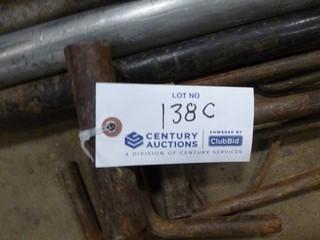 LOT NO
138C
CENTURY AUCTIONS
POWERED BY
ClubBid
A DIVISION OF CENTURY SERVICES